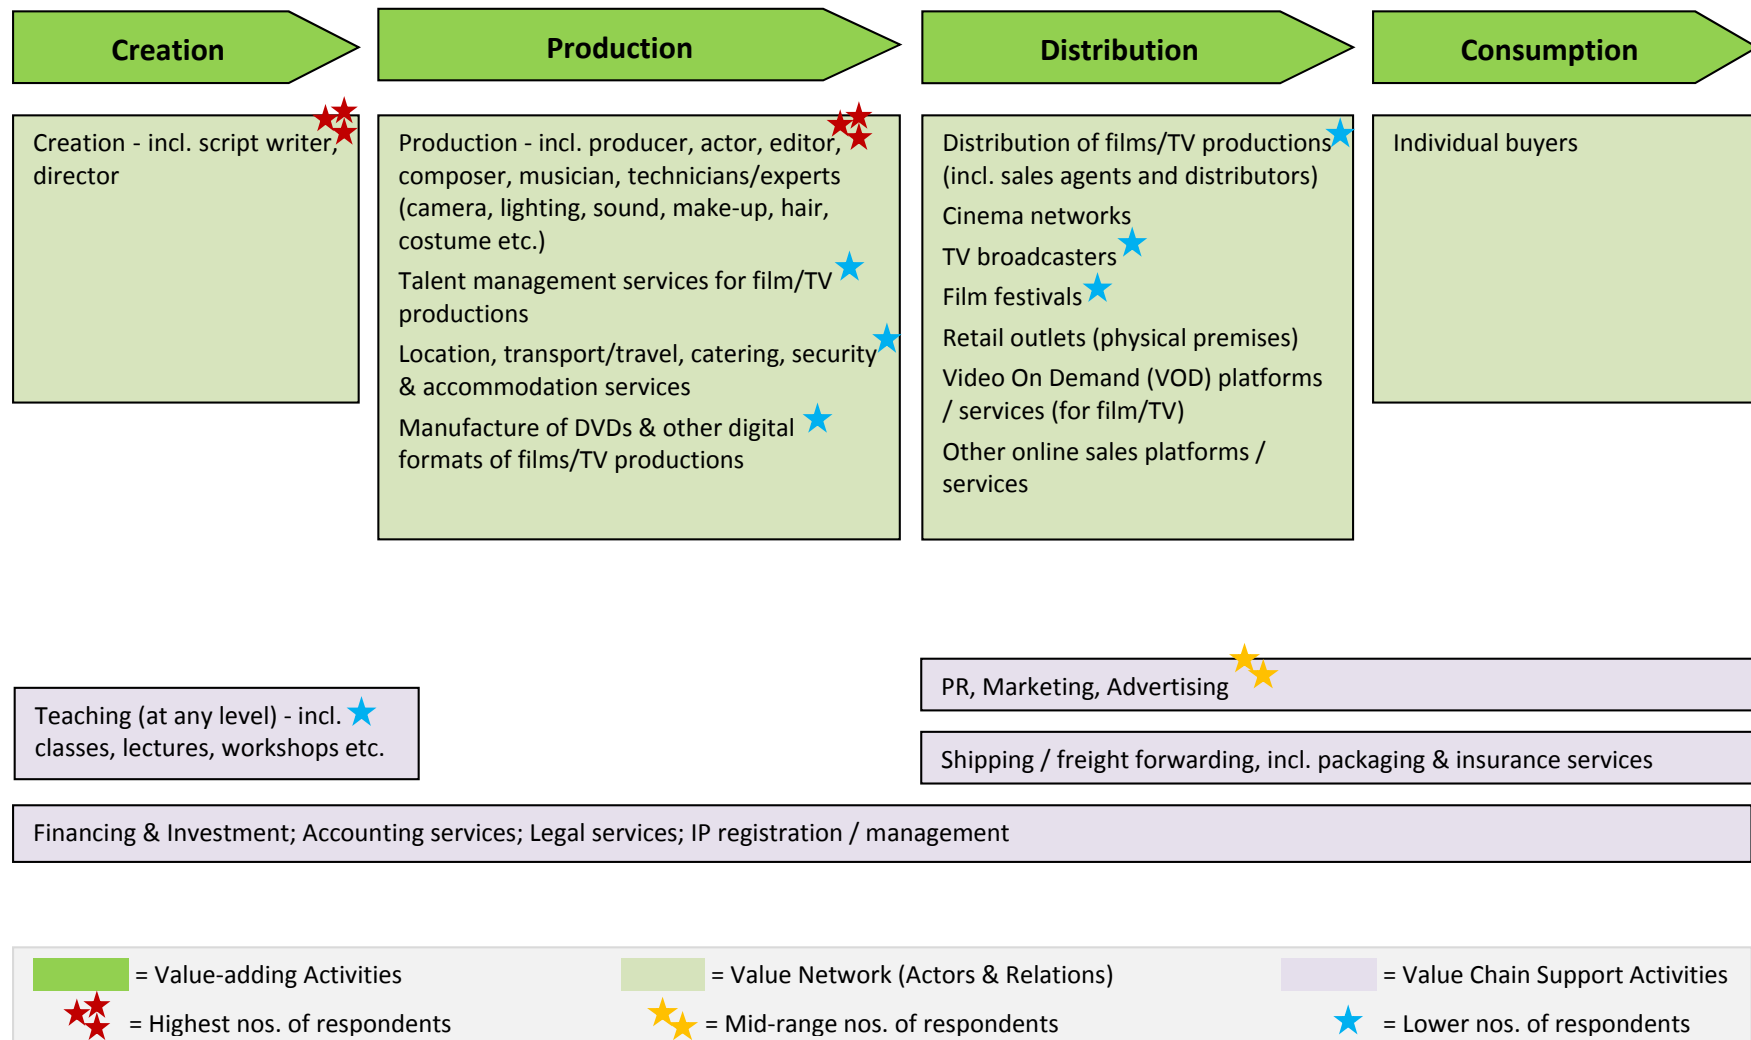 Creation
Production
Distribution
Consumption
Creation - incl. script writer,
director
Production - incl. producer, actor, editor,
composer, musician, technicians/experts
(camera, lighting, sound, make-up, hair,
costume etc.)
Talent management services for film/TV
productions
Location, transport/travel, catering, security
& accommodation services
Manufacture of DVDs & other digital
formats of films/TV productions
Distribution of films/TV productions
(incl. sales agents and distributors)
Cinema networks
TV broadcasters
Film festivals
Retail outlets (physical premises)
Video On Demand (VOD) platforms
/ services (for film/TV)
Other online sales platforms /
services
Individual buyers
Teaching (at any level) - incl.
classes, lectures, workshops etc.
PR, Marketing, Advertising
Shipping / freight forwarding, incl. packaging & insurance services
Financing & Investment; Accounting services; Legal services; IP registration / management
= Value-adding Activities
= Value Network (Actors & Relations)
= Value Chain Support Activities
= Highest nos. of respondents
= Mid-range nos. of respondents
= Lower nos. of respondents